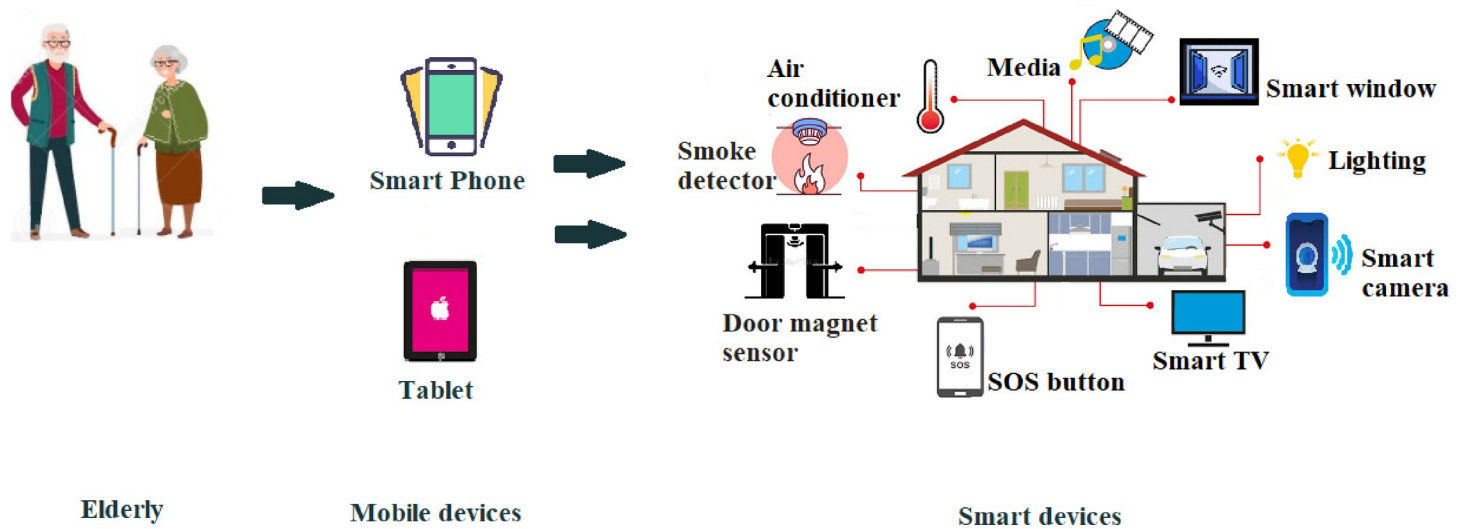 Air
conditioner
Media
Smart window
Smoke
detector
Lighting
Smart Phone
Smart
camera
Door magnet
sensor
SOS
SOS button
Smart TV
Tablet
Elderly
Mobile devices
Smart devices